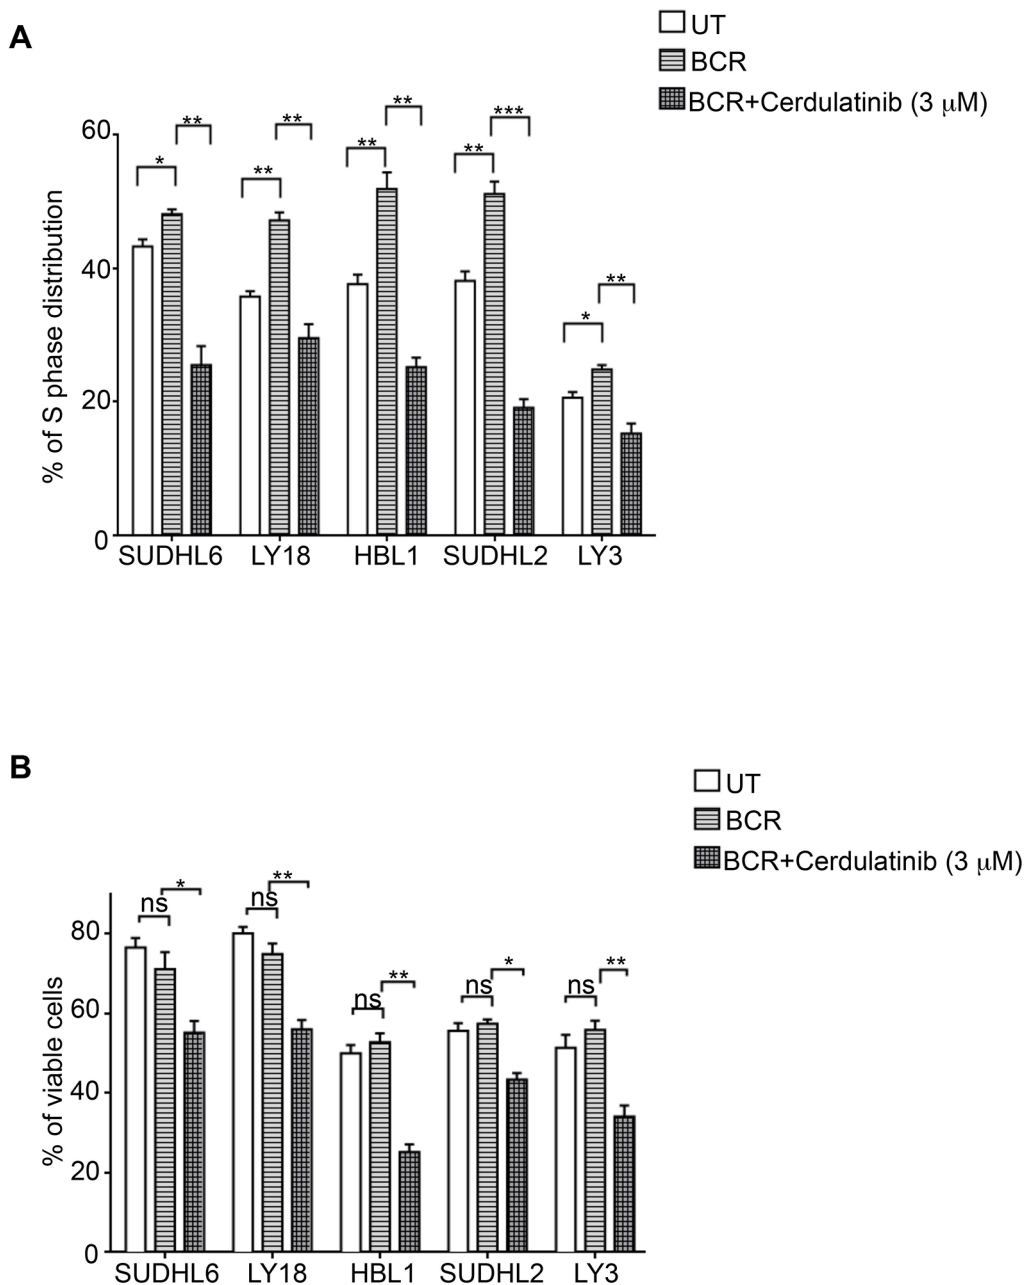 A
UT
BCR
BCR+Cerdulatinib (3 μM)
% of S phase distribution
60
40
20
0
* ** ** ** ** ** ** *** * **
SUDHL6 LY18 HBL1 SUDHL2 LY3
B
UT
BCR
BCR+Cerdulatinib (3 μM)
% of viable cells
80
60
40
20
0
ns * ns ** ns ** ns * ns **
SUDHL6 LY18 HBL1 SUDHL2 LY3